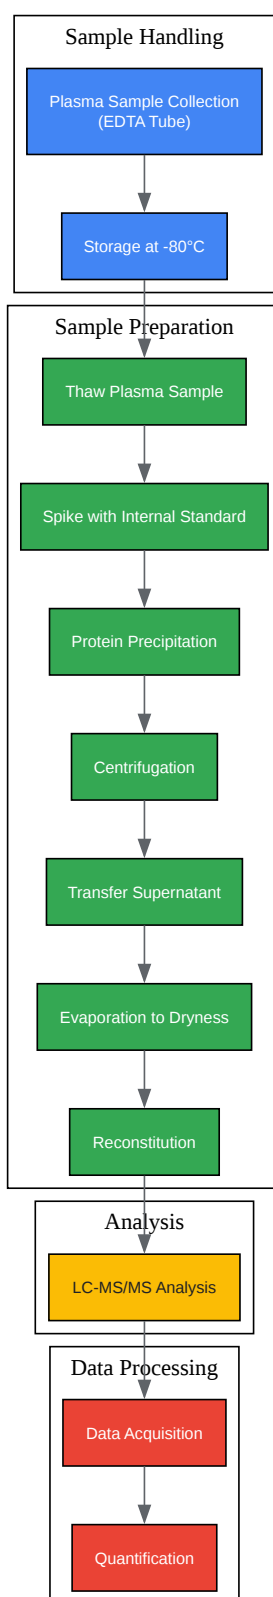 Sample Handling
Plasma Sample Collection
(EDTA Tube)
Storage at -80°C
Sample Preparation
Thaw Plasma Sample
Spike with Internal Standard
Protein Precipitation
Centrifugation
Transfer Supernatant
Evaporation to Dryness
Reconstitution
Analysis
LC-MS/MS Analysis
Data Processing
Data Acquisition
Quantification